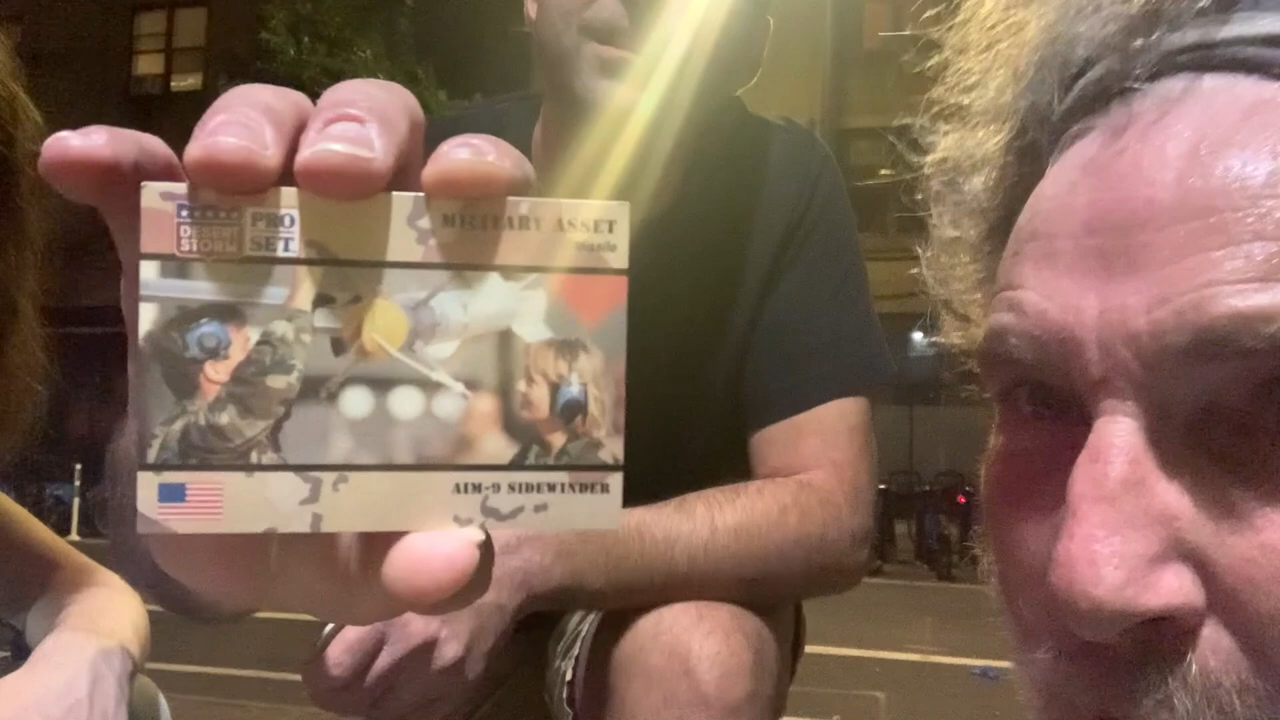 DESERT
STORM
PRO
SET
MILITARY ASSET
Missile
AIM-9 SIDEWINDER